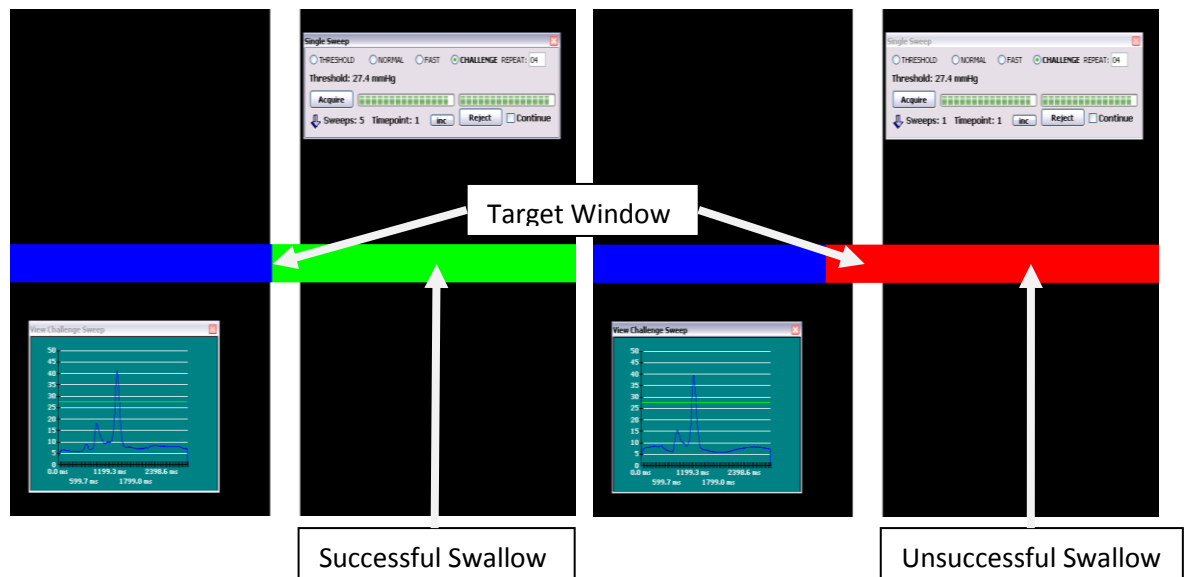 Single Sweep
THRESHOLD NORMAL FAST CHALLENGE REPEAT: 04
Threshold: 27.4 mmHg
Acquire
Sweeps: 5 Timepoint: 1 inc Reject Continue
Single Sweep
THRESHOLD NORMAL FAST CHALLENGE REPEAT: 04
Threshold: 27.4 mmHg
Acquire
Sweeps: 1 Timepoint: 1 inc Reject Continue
Target Window
View Challenge Sweep
50
45
40
35
30
25
20
15
10
5
0
0.0 ms 1199.3 ms 2398.6 ms
599.7 ms 1799.0 ms
View Challenge Sweep
50
45
40
35
30
25
20
15
10
5
0
0.0 ms 1199.3 ms 2398.6 ms
599.7 ms 1799.0 ms
Successful Swallow
Unsuccessful Swallow